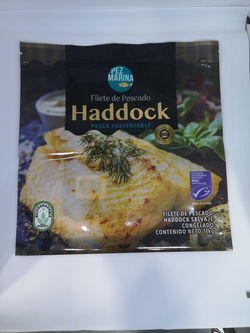 PEZ
MARINA
Filete de Pescado
Haddock
PESCA SUSTENTABLE
FILETE DE PESCADO
HADDOCK SALVAJE
CONGELADO
CONTENIDO NETO 1kg